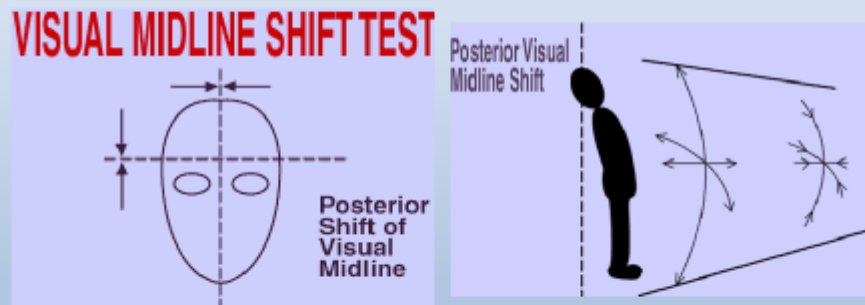 VISUAL MIDLINE SHIFT TEST
Posterior
Shift of
Visual
Midline
Posterior Visual
Midline Shift